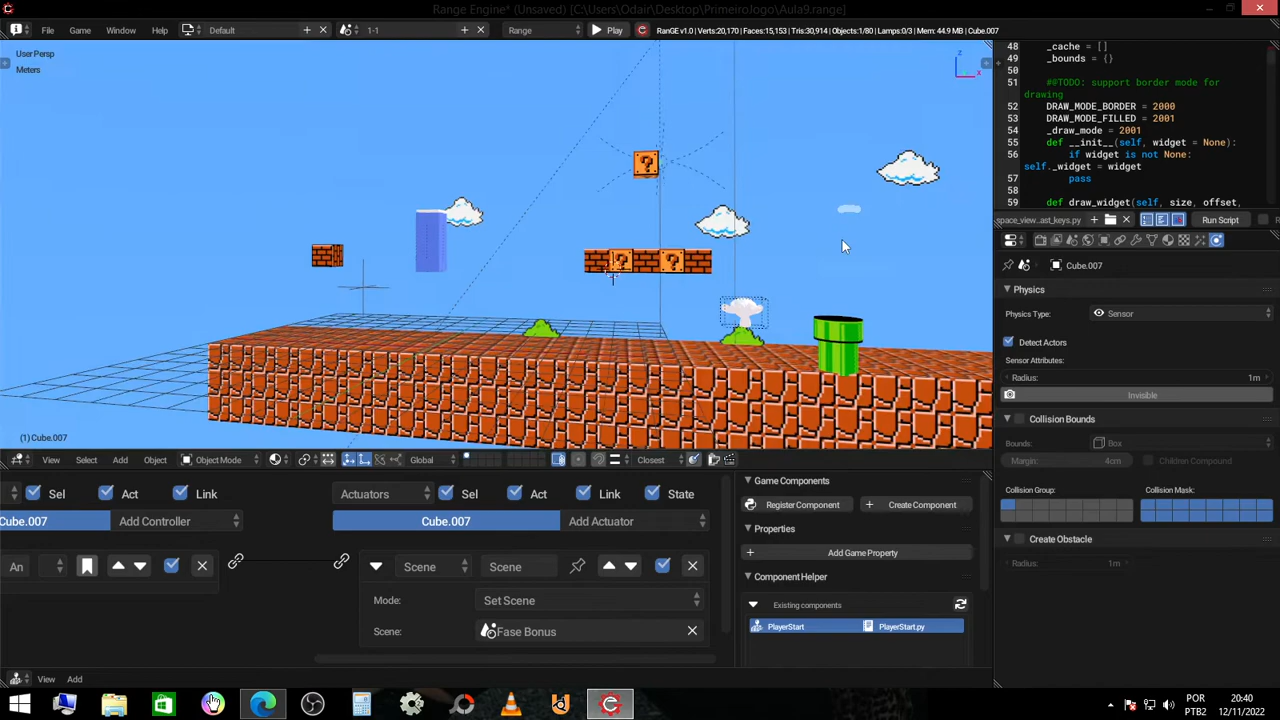 Range Engine* (Unsaved) [C:\Users\Odair\Desktop\PrimeiroJogo\Aula9.range]
File Game Window Help Default 1-1 Range Play RanGE v1.0 | Verts:20,170 | Faces:15,153 | Tris:30,914 | Objects:1/80 | Lamps:0/3 | Mem: 44.9 MB | Cube.007
User Persp
Meters
z
x
(1) Cube.007
48 _cache = []
49 _bounds = {}
50
51 ##TODO: support border mode for
drawing
52 DRAW_MODE_BORDER = 2000
53 DRAW_MODE_FILLED = 2001
54 _draw_mode = 2001
55 def __init__(self, widget = None):
56 if widget is not None:
self._widget = widget
57 pass
58
59 def draw_widget(self, size, offset,
space_view...ast_keys.py Run Script
Cube.007
Physics
Physics Type: Sensor
Detect Actors
Sensor Attributes:
Radius: 1m
Invisible
Collision Bounds
Bounds: Box
Margin: 4cm Children Compound
Collision Group: Collision Mask:
Create Obstacle
Radius: 1m
View Select Add Object Object Mode Global Closest
Sel Act Link Actuators Sel Act Link State
Cube.007 Add Controller Cube.007 Add Actuator
An Scene Scene
Mode: Set Scene
Scene: Fase Bonus
Game Components
Register Component Create Component
Properties
Add Game Property
Component Helper
Existing components
PlayerStart PlayerStart.py
View Add
POR
PTB2
20:40
12/11/2022